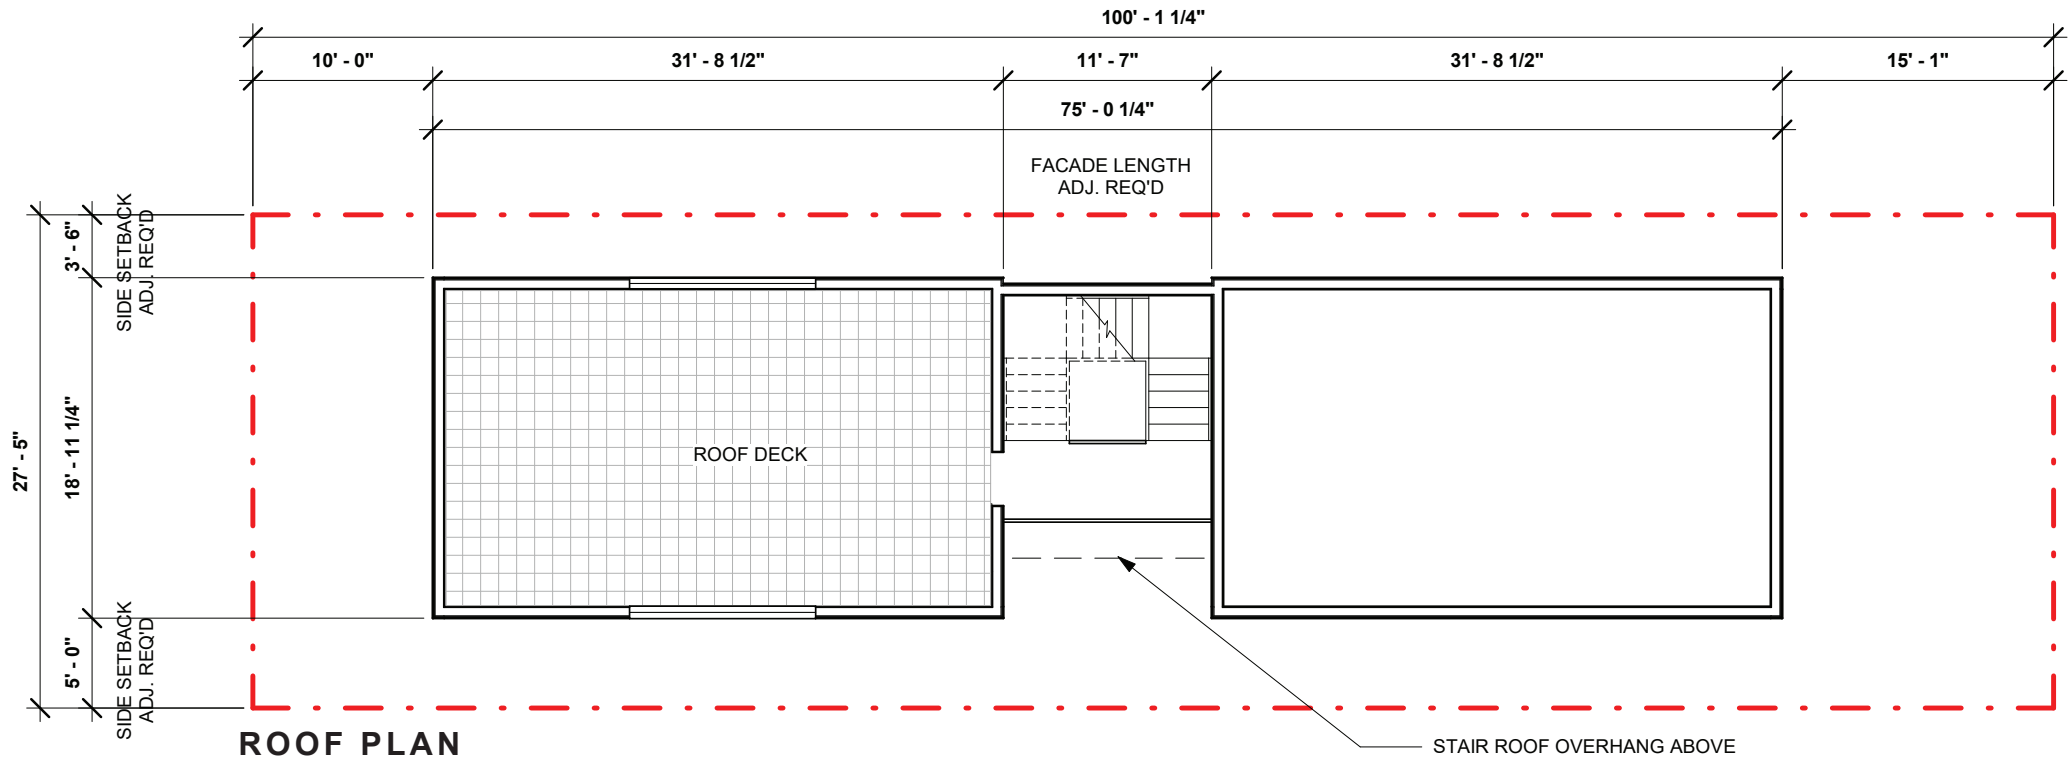 100' - 1 1/4"
10' - 0"
31' - 8 1/2"
11' - 7"
31' - 8 1/2"
15' - 1"
75' - 0 1/4"
FACADE LENGTH
ADJ. REQ'D
3' - 6"
SIDE SETBACK
ADJ. REQ'D
27' - 5"
18' - 11 1/4"
ROOF DECK
5' - 0"
SIDE SETBACK
ADJ. REQ'D
ROOF PLAN
STAIR ROOF OVERHANG ABOVE